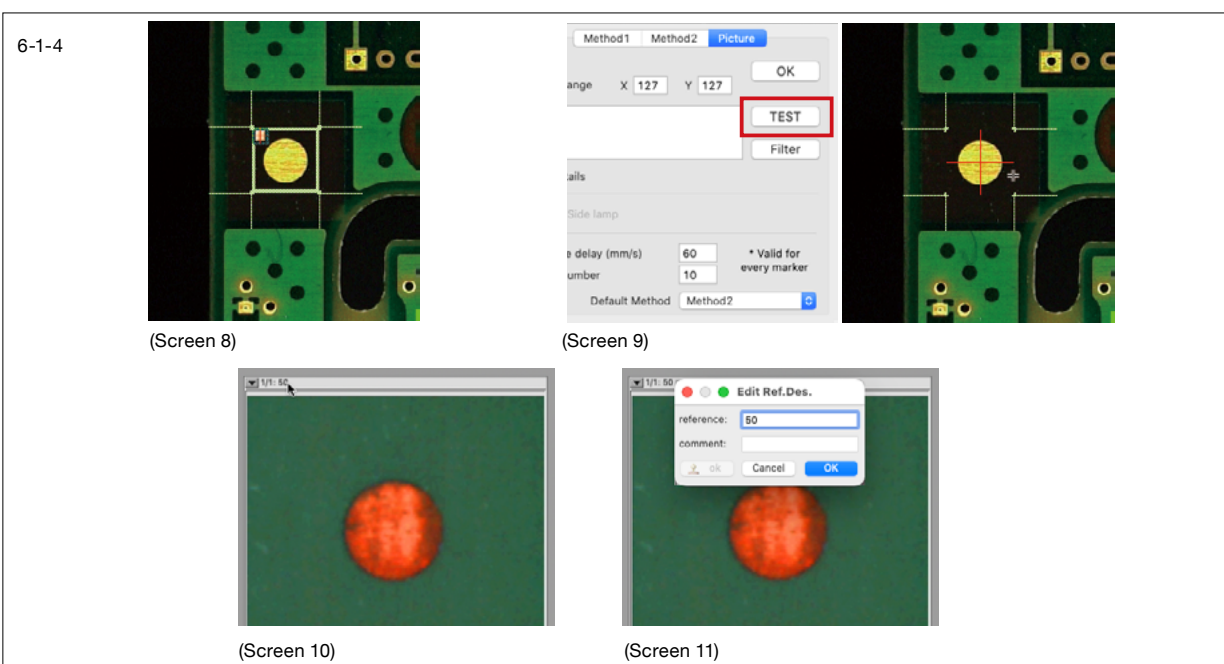 6-1-4
Method1 Method2 Picture
ange X 127 Y 127 OK
TEST
Filter
ails
Side lamp
e delay (mm/s) 60 * Valid for
every marker
umber 10
Default Method Method2
(Screen 8)
(Screen 9)
1/1: 50
1/1: 50
Edit Ref.Des.
reference: 50
comment:
ok Cancel OK
(Screen 10)
(Screen 11)